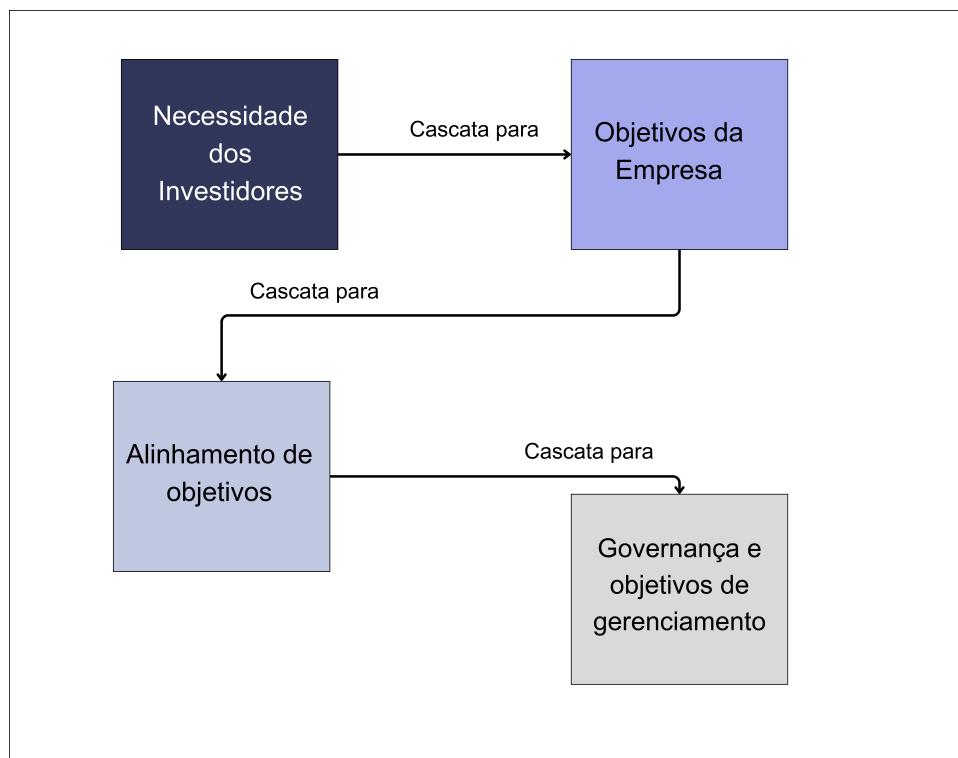 Necessidade
dos
Investidores
Cascata para
Objetivos da
Empresa
Cascata para
Alinhamento de
objetivos
Cascata para
Governança e
objetivos de
gerenciamento